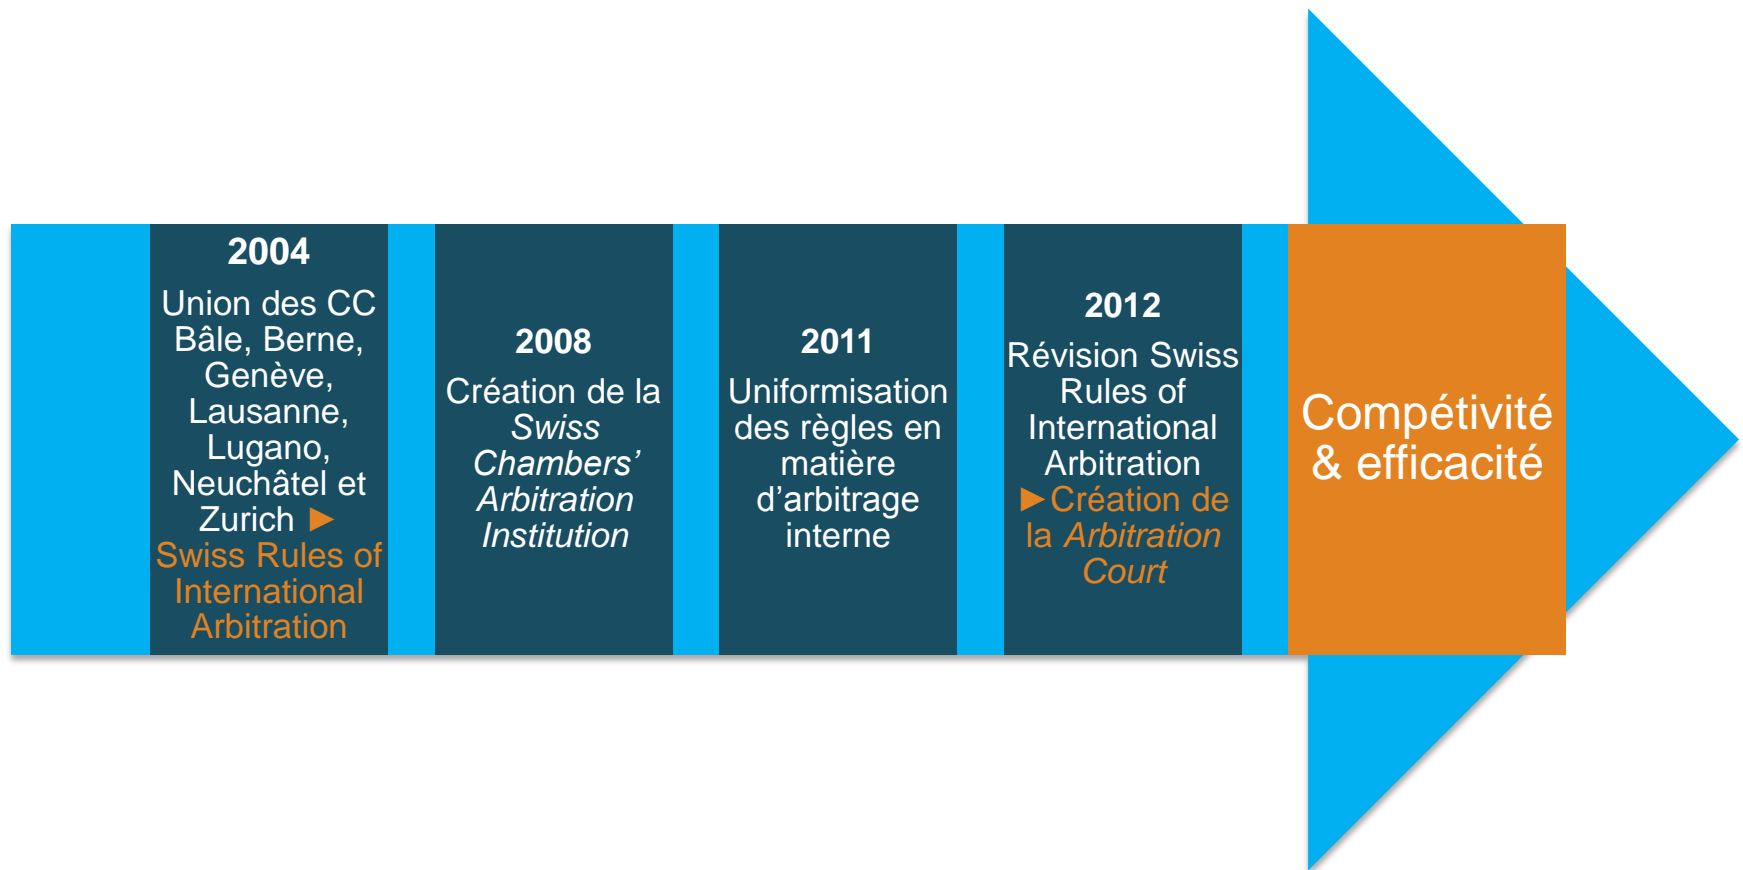 2004
Union des CC
Bâle, Berne,
Genève,
Lausanne,
Lugano,
Neuchâtel et
Zurich ►
Swiss Rules of
International
Arbitration
2008
Création de la
Swiss
Chambers’
Arbitration
Institution
2011
Uniformisation
des règles en
matière
d’arbitrage
interne
2012
Révision Swiss
Rules of
International
Arbitration
►Création de
la Arbitration
Court
Compétivité
& efficacité